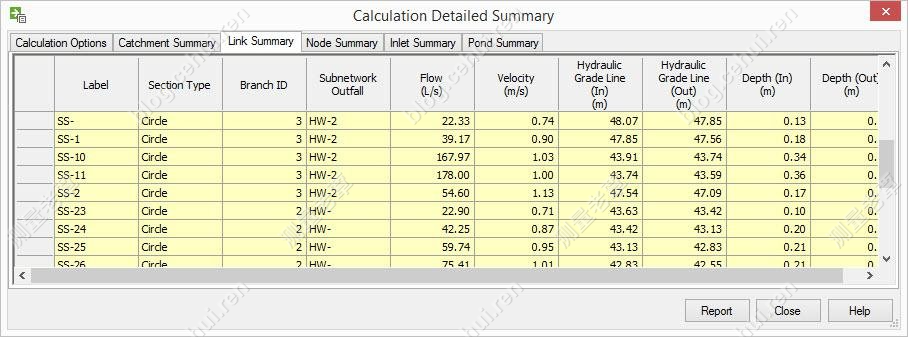 Calculation Detailed Summary
Calculation Options Catchment Summary Link Summary Node Summary Inlet Summary Pond Summary
Label Section Type Branch ID Subnetwork Outfall Flow (L/s) Velocity (m/s) Hydraulic Grade Line (In) (m) Hydraulic Grade Line (Out) (m) Depth (In) (m) Depth (Out) (m)
SS- Circle 3 HW-2 22.33 0.74 48.07 47.85 0.13 0.
SS-1 Circle 3 HW-2 39.17 0.90 47.85 47.56 0.18 0.
SS-10 Circle 3 HW-2 167.97 1.03 43.91 43.74 0.34 0.
SS-11 Circle 3 HW-2 178.00 1.00 43.74 43.59 0.36 0.
SS-2 Circle 3 HW-2 54.60 1.13 47.54 47.09 0.17 0.
SS-23 Circle 2 HW- 22.90 0.71 43.63 43.42 0.10 0.
SS-24 Circle 2 HW- 42.25 0.87 43.42 43.13 0.20 0.
SS-25 Circle 2 HW- 59.74 0.95 43.13 42.83 0.21 0.
SS-26 Circle 2 HW- 75.41 1.01 42.83 42.55 0.21 0.
Report Close Help
blog.cehui.ren
blog.cehui.ren